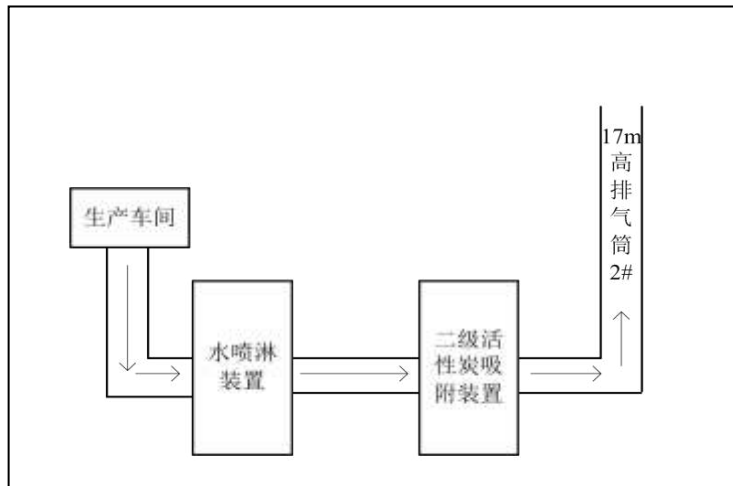 生产车间
水喷淋
装置
二级活
性炭吸
附装置
17m
高
排
气
筒
2#